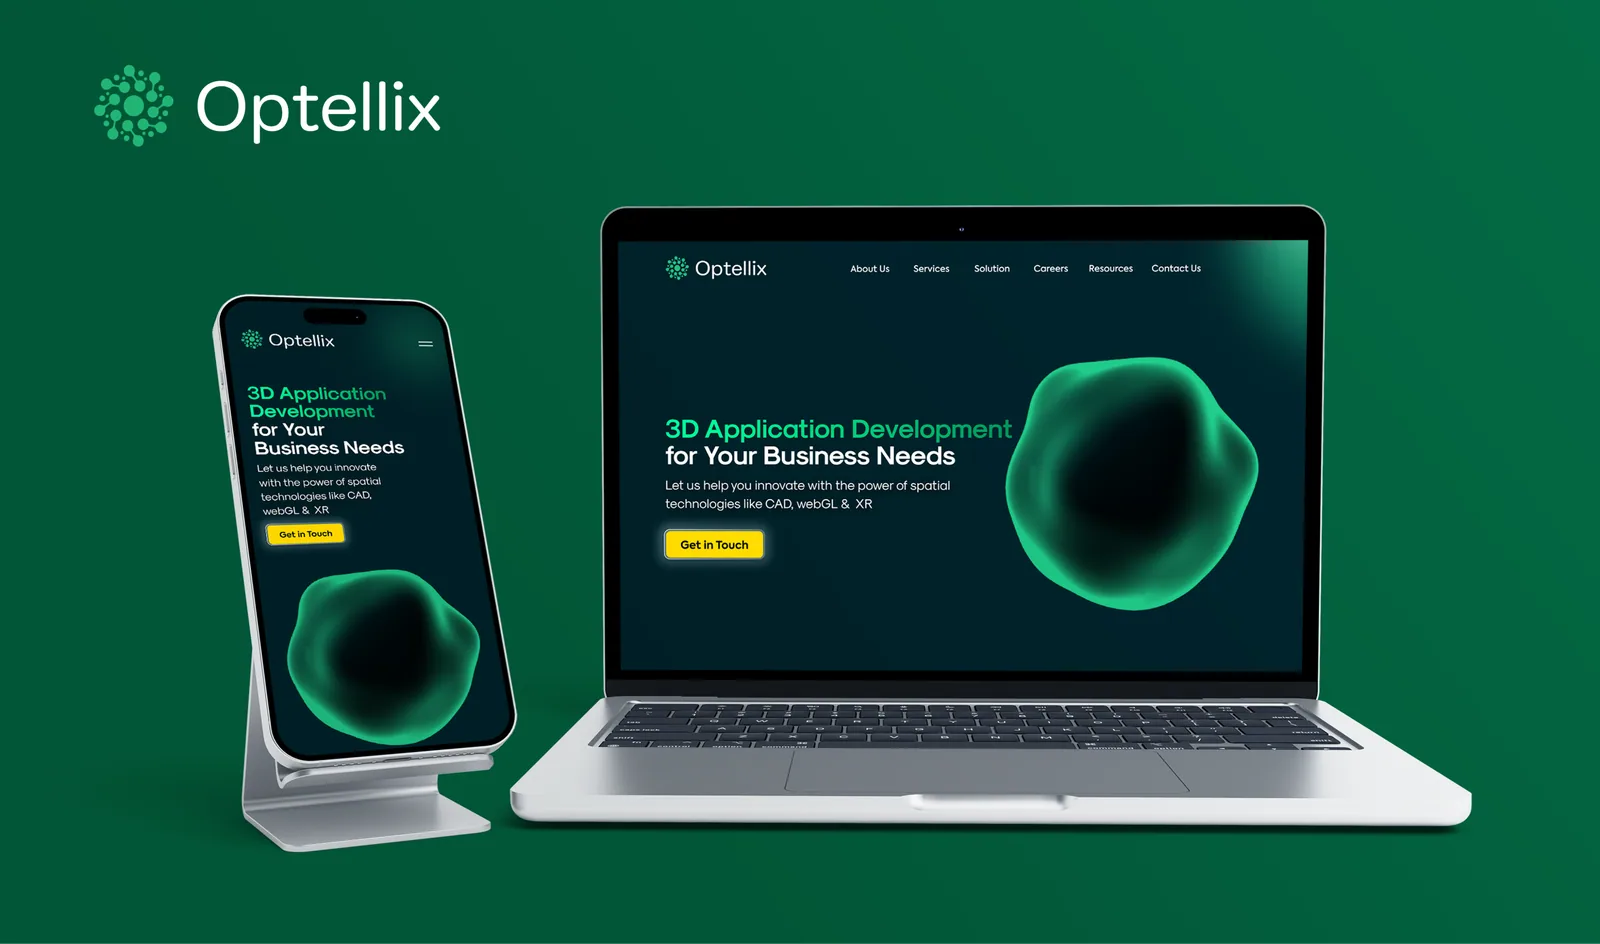 Optellix
Optellix
3D Application
Development
for Your
Business Needs
Let us help you innovate
with the power of spatial
technologies like CAD,
webGL & XR
Get in Touch
Optellix
About Us
Services
Solution
Careers
Resources
Contact Us
3D Application Development
for Your Business Needs
Let us help you innovate with the power of spatial
technologies like CAD, webGL & XR
Get in Touch